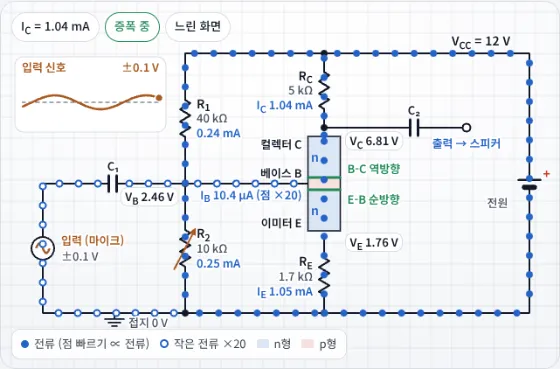 I_C = 1.04 mA
증폭 중
느린 화면
V_CC = 12 V
입력 신호
±0.1 V
R_C
5 kΩ
I_C 1.04 mA
R₁
40 kΩ
0.24 mA
C₂
컬렉터 C
V_C 6.81 V
출력 → 스피커
n
B-C 역방향
C₁
베이스 B
V_B 2.46 V
I_B 10.4 μA (점 ×20)
E-B 순방향
+
전원
n
이미터 E
입력 (마이크)
±0.1 V
R₂
10 kΩ
0.25 mA
V_E 1.76 V
R_E
1.7 kΩ
I_E 1.05 mA
접지 0 V
전류 (점 빠르기 ∝ 전류)
작은 전류 ×20
n형
p형